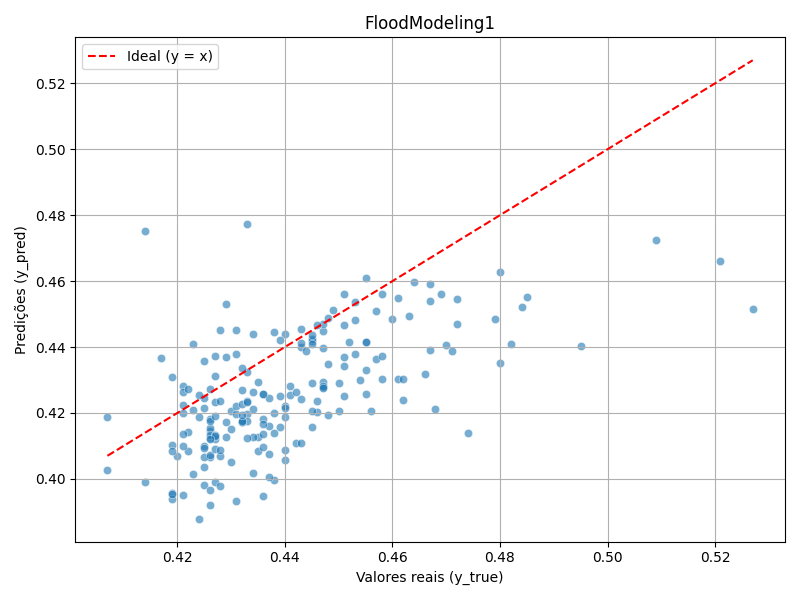 FloodModeling1
Ideal (y = x)
0.52
0.50
0.48
0.46
0.44
0.42
0.40
Predições (y_pred)
0.42 0.44 0.46 0.48 0.50 0.52
Valores reais (y_true)